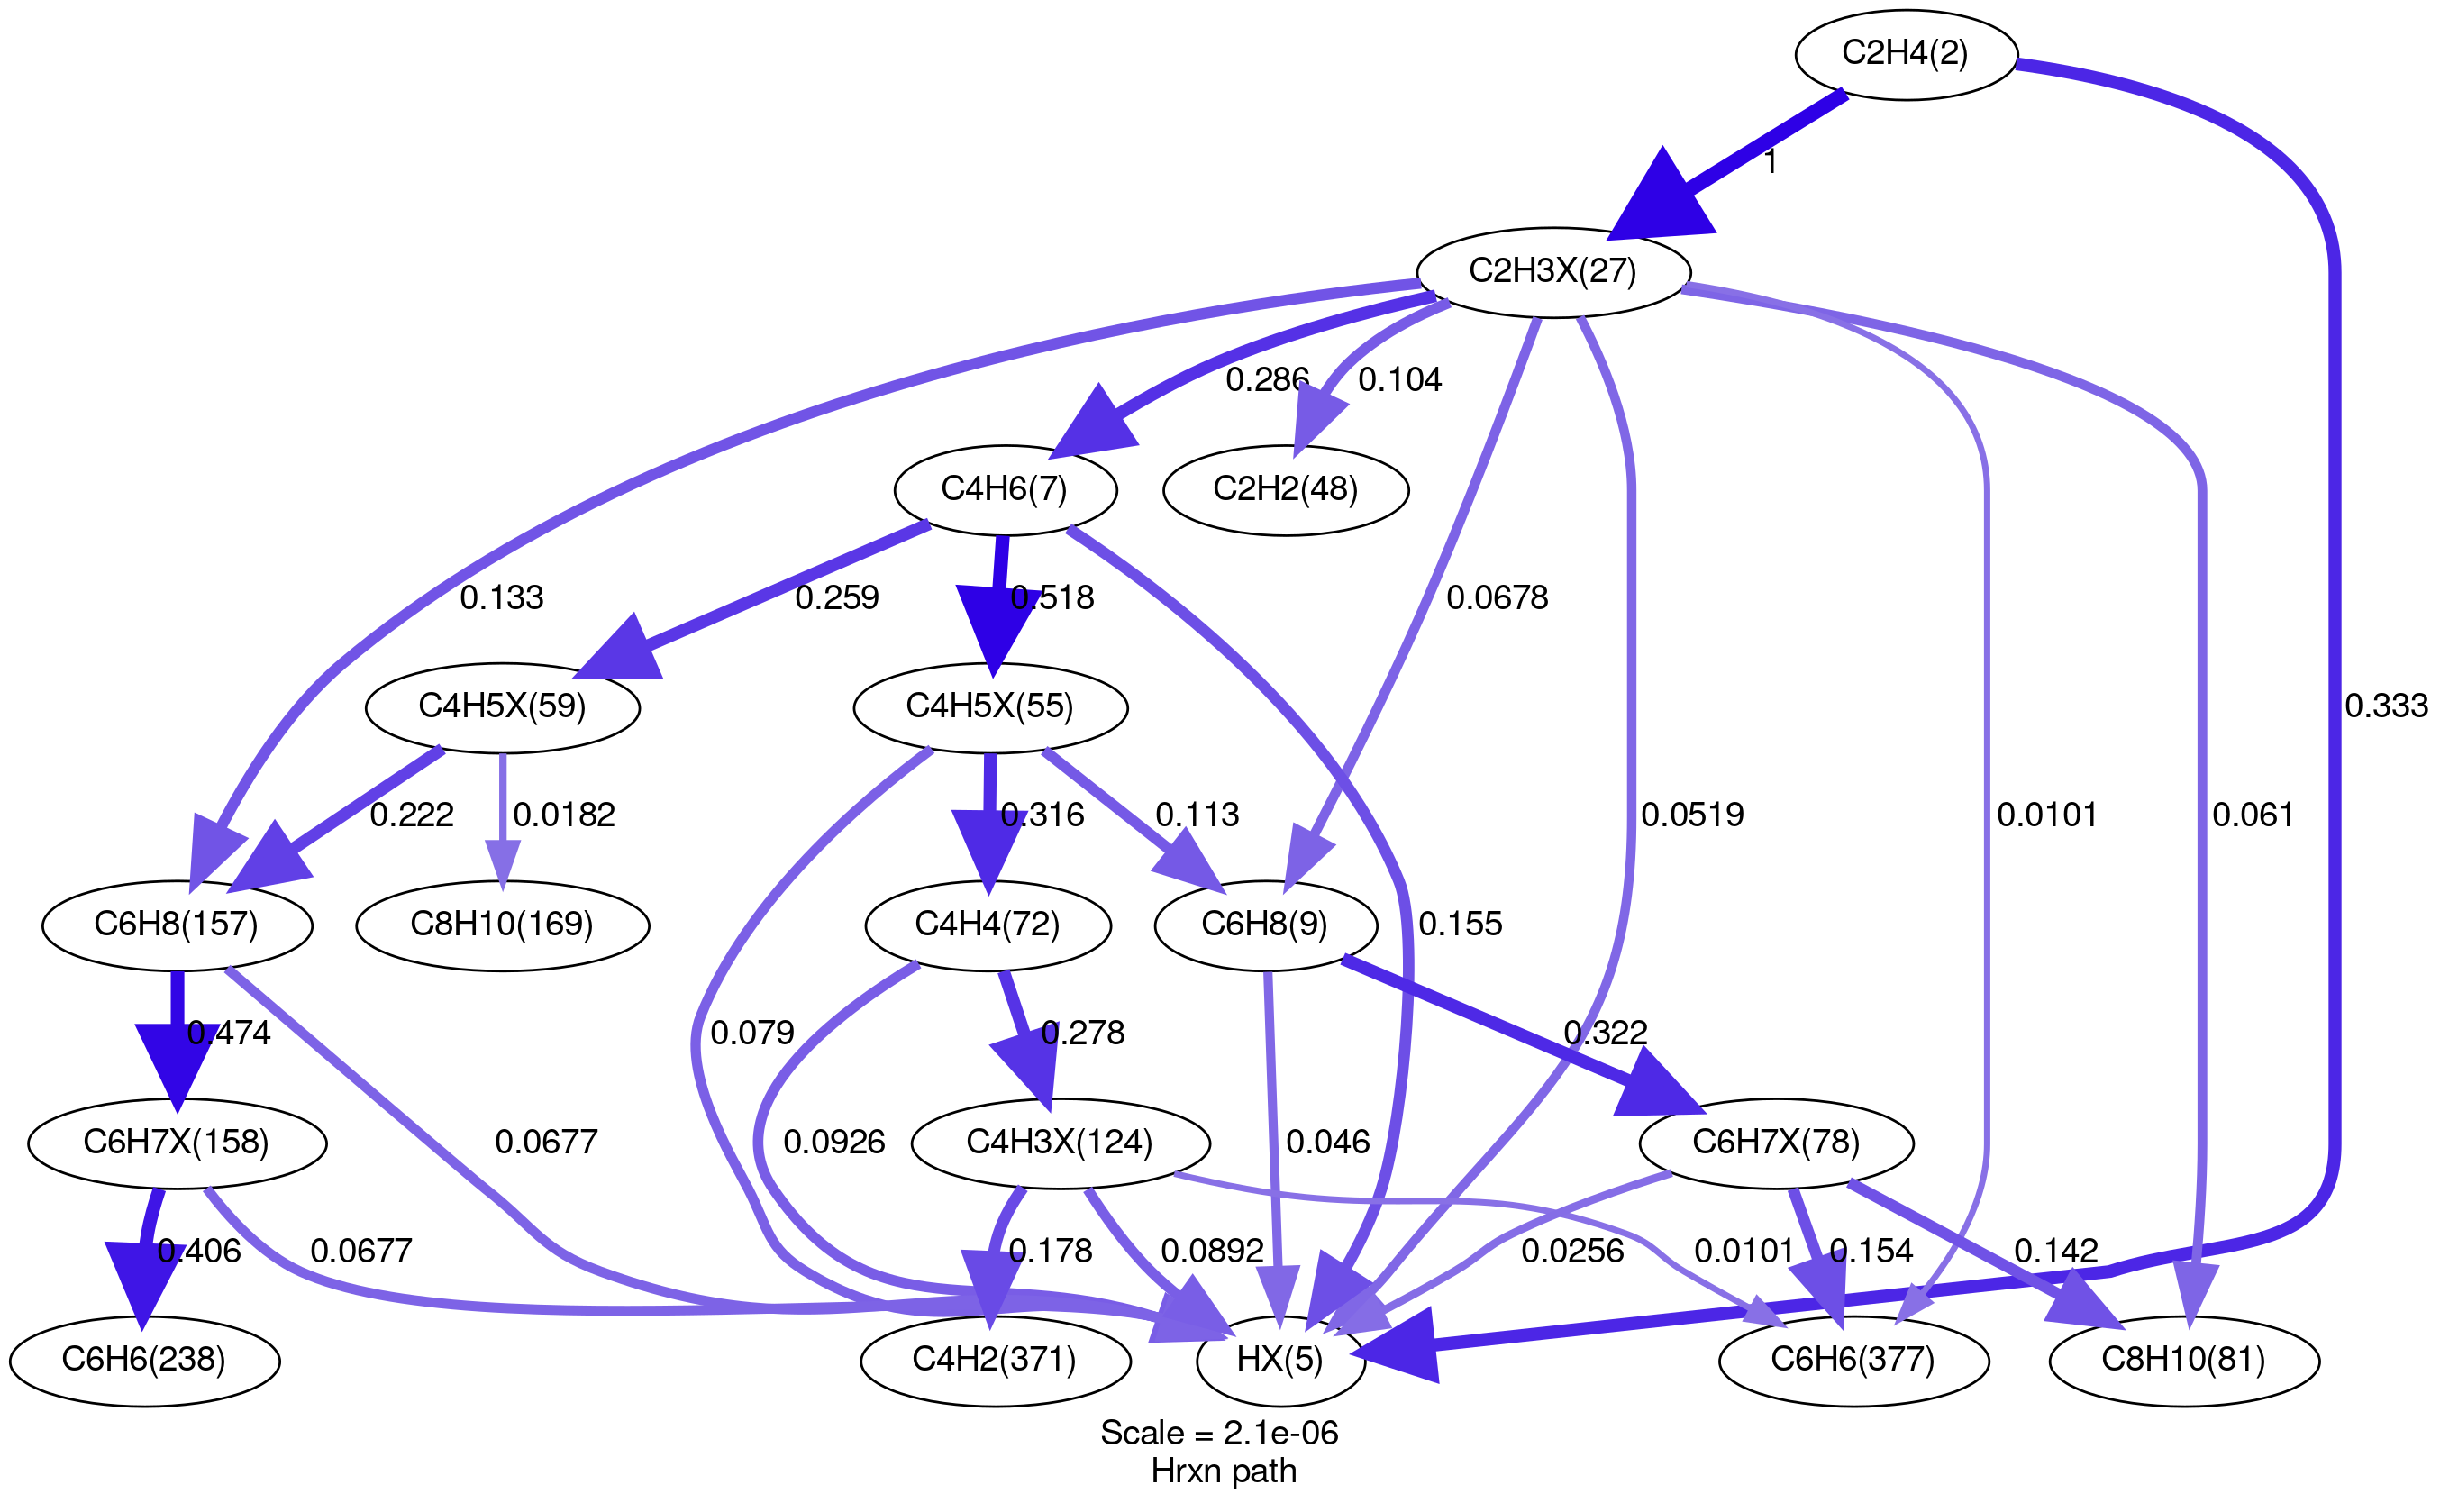 C2H4(2)
1
C2H3X(27)
0.286
0.104
C4H6(7)
C2H2(48)
0.133
0.259
0.518
0.0678
C4H5X(59)
C4H5X(55)
0.333
0.222
0.0182
0.316
0.113
0.0519
0.0101
0.061
C6H8(157)
C8H10(169)
C4H4(72)
C6H8(9)
0.155
0.474
0.079
0.278
0.322
C6H7X(158)
0.0677
0.0926
C4H3X(124)
0.046
C6H7X(78)
0.406
0.0677
0.178
0.0892
0.0256
0.0101
0.154
0.142
C6H6(238)
C4H2(371)
HX(5)
C6H6(377)
C8H10(81)
Scale = 2.1e-06
Hrxn path